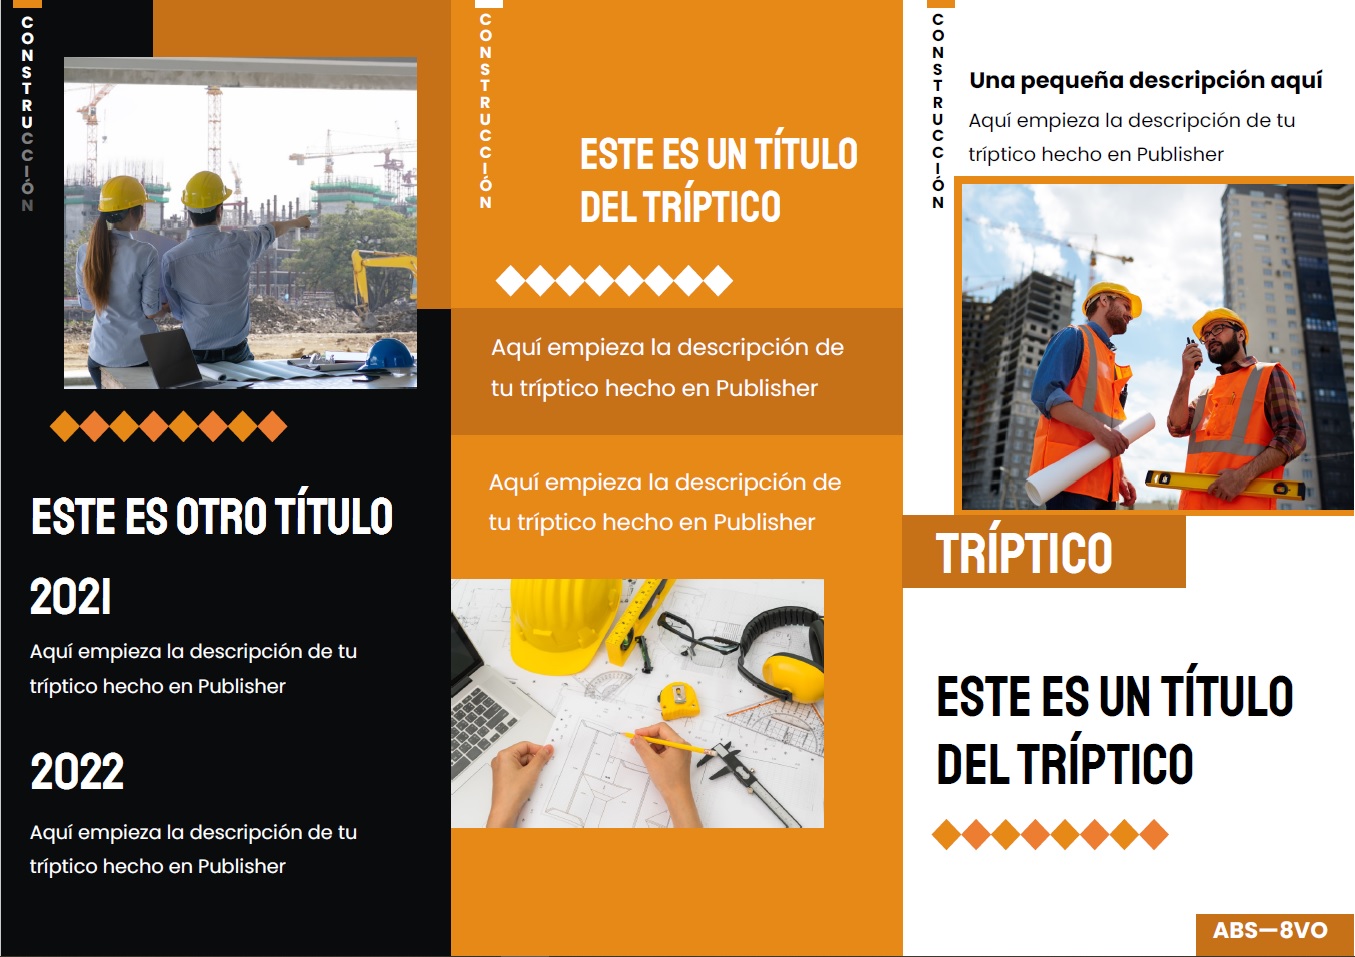 CONSTRUCCIÓN
ESTE ES OTRO TÍTULO
2021
Aquí empieza la descripción de tu
tríptico hecho en Publisher
2022
Aquí empieza la descripción de tu
tríptico hecho en Publisher
CONSTRUCCIÓN
ESTE ES UN TÍTULO
DEL TRÍPTICO
Aquí empieza la descripción de
tu tríptico hecho en Publisher
Aquí empieza la descripción de
tu tríptico hecho en Publisher
CONSTRUCCIÓN
Una pequeña descripción aquí
Aquí empieza la descripción de tu
tríptico hecho en Publisher
TRÍPTICO
ESTE ES UN TÍTULO
DEL TRÍPTICO
ABS—8VO